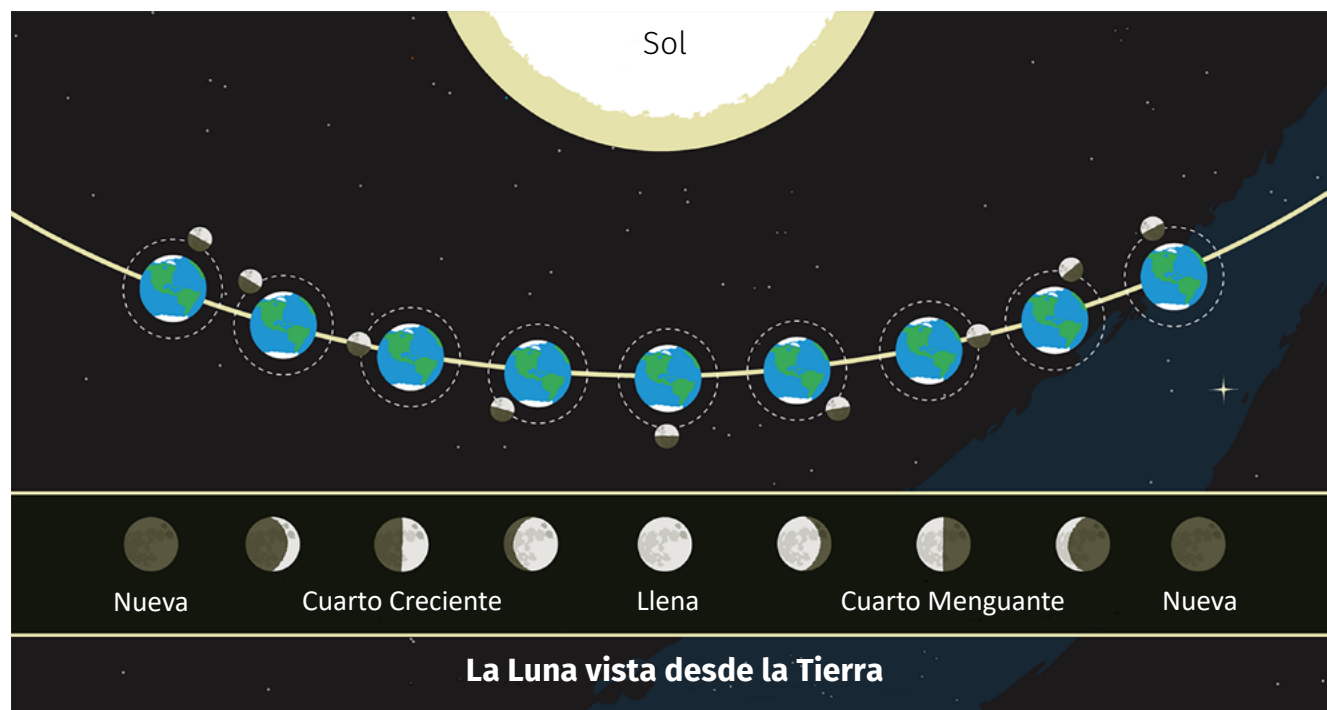 Sol
Nueva
Cuarto Creciente
Llena
Cuarto Menguante
Nueva
La Luna vista desde la Tierra